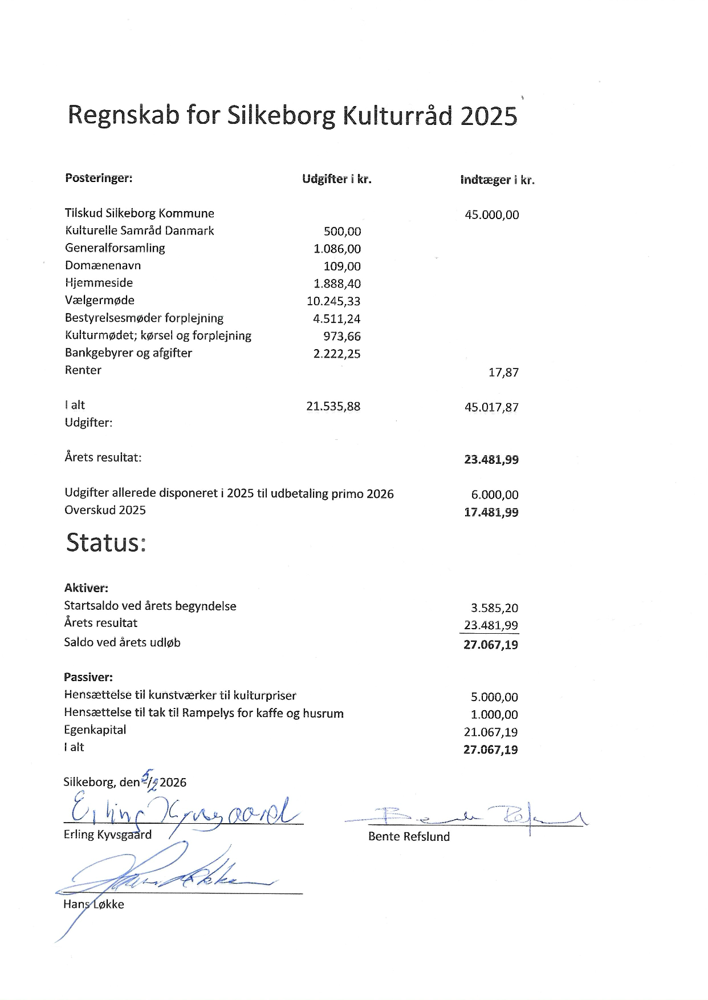 Regnskab for Silkeborg Kulturråd 2025
Posteringer: Udgifter i kr. Indtæger i kr.
Tilskud Silkeborg Kommune 45.000,00
Kulturelle Samråd Danmark 500,00
Generalforsamling 1.086,00
Domænenavn 109,00
Hjemmeside 1.888,40
Vælgermøde 10.245,33
Bestyrelsesmøder forplejning 4.511,24
Kulturmødet; kørsel og forplejning 973,66
Bankgebyrer og afgifter 2.222,25
Renter 17,87
I alt 21.535,88 45.017,87
Udgifter:
Årets resultat: 23.481,99
Udgifter allerede disponeret i 2025 til udbetaling primo 2026 6.000,00
Overskud 2025 17.481,99
Status:
Aktiver:
Startsaldo ved årets begyndelse 3.585,20
Årets resultat 23.481,99
Saldo ved årets udløb 27.067,19
Passiver:
Hensættelse til kunstværker til kulturpriser 5.000,00
Hensættelse til tak til Rampelys for kaffe og husrum 1.000,00
Egenkapital 21.067,19
I alt 27.067,19
Silkeborg, den 5/2 2026
Erling Kyvsgaard Bente Refslund
Erling Kyvsgaard Bente Refslund
Hans Løkke
Hans Løkke